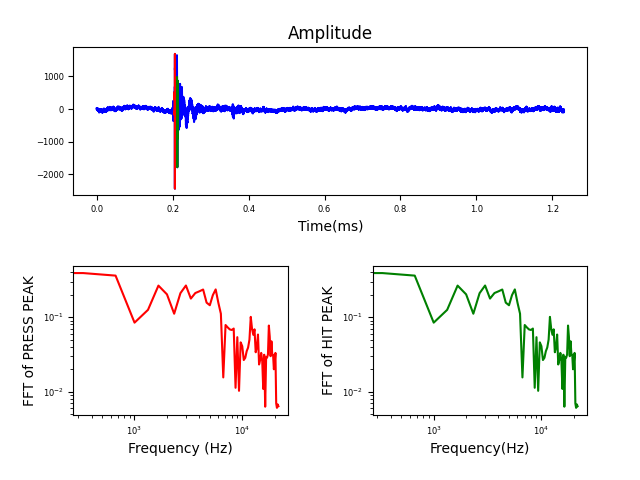 Amplitude
1000
0
−1000
−2000
0.0 0.2 0.4 0.6 0.8 1.0 1.2
Time(ms)
FFT of PRESS PEAK
10⁻¹
10⁻²
10³ 10⁴
Frequency (Hz)
FFT of HIT PEAK
10⁻¹
10⁻²
10³ 10⁴
Frequency(Hz)